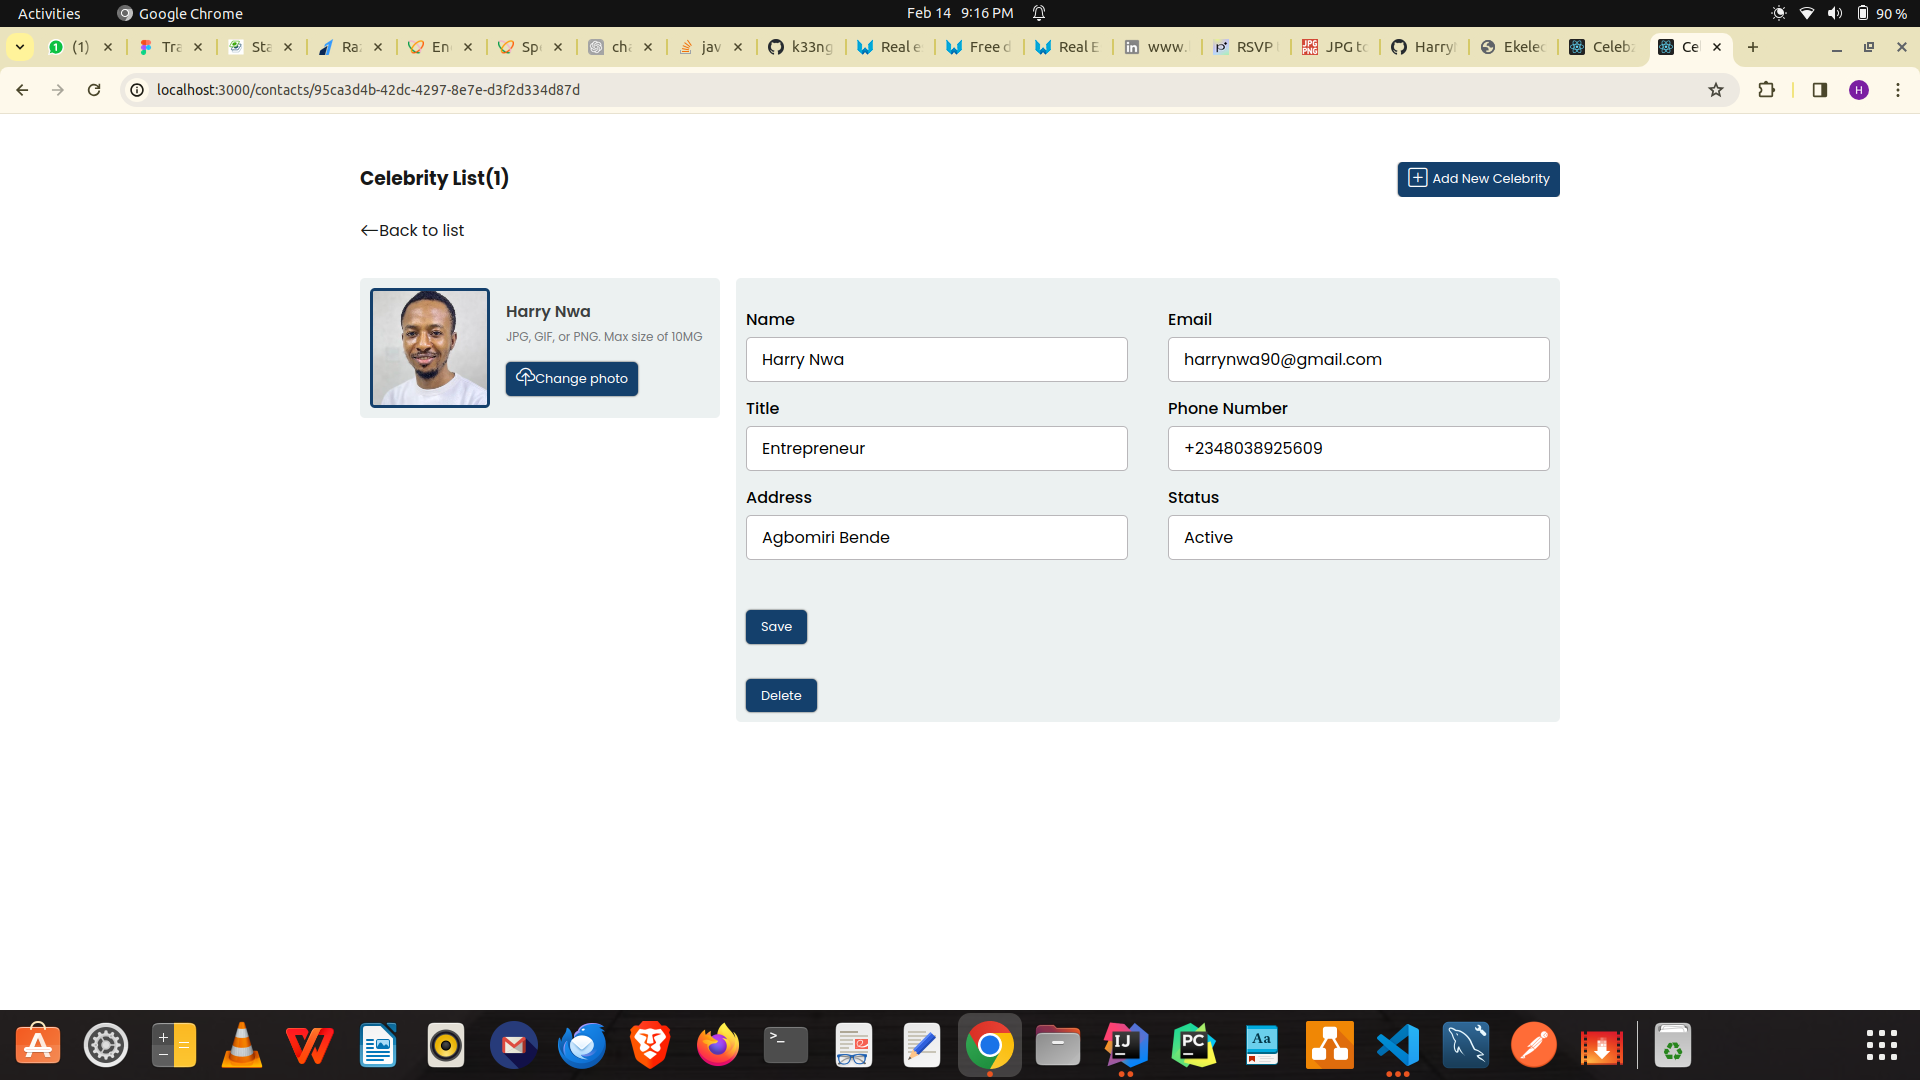 Activities
Google Chrome
Feb 14 9:16 PM
90 %
(1)
Tra
Sta
Ra
En
Sp
cha
jav
k33ng
Real e
Free d
Real E
www.
RSVP
JPG to
Harry
Ekelec
Celeb
Ce
localhost:3000/contacts/95ca3d4b-42dc-4297-8e7e-d3f2d334d87d
H
Celebrity List(1)
Add New Celebrity
Back to list
Harry Nwa
JPG, GIF, or PNG. Max size of 10MG
Change photo
Name
Email
Harry Nwa
harrynwa90@gmail.com
Title
Phone Number
Entrepreneur
+2348038925609
Address
Status
Agbomiri Bende
Active
Save
Delete